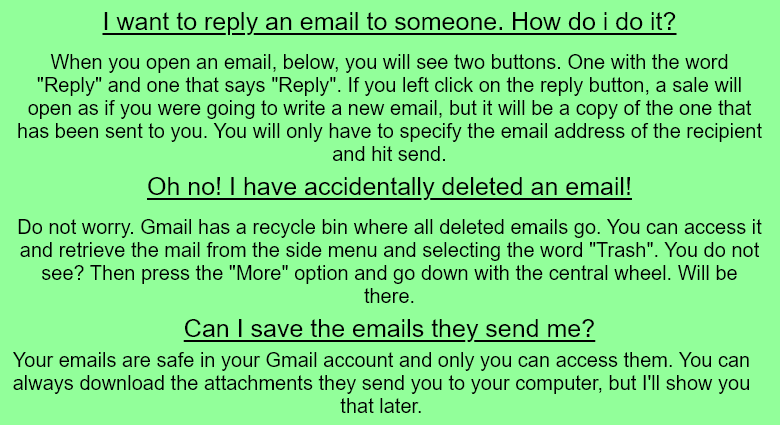 I want to reply an email to someone. How do i do it?
When you open an email, below, you will see two buttons. One with the word
"Reply" and one that says "Reply". If you left click on the reply button, a sale will
open as if you were going to write a new email, but it will be a copy of the one that
has been sent to you. You will only have to specify the email address of the recipient
and hit send.
Oh no! I have accidentally deleted an email!
Do not worry. Gmail has a recycle bin where all deleted emails go. You can access it
and retrieve the mail from the side menu and selecting the word "Trash". You do not
see? Then press the "More" option and go down with the central wheel. Will be
there.
Can I save the emails they send me?
Your emails are safe in your Gmail account and only you can access them. You can
always download the attachments they send you to your computer, but I'll show you
that later.